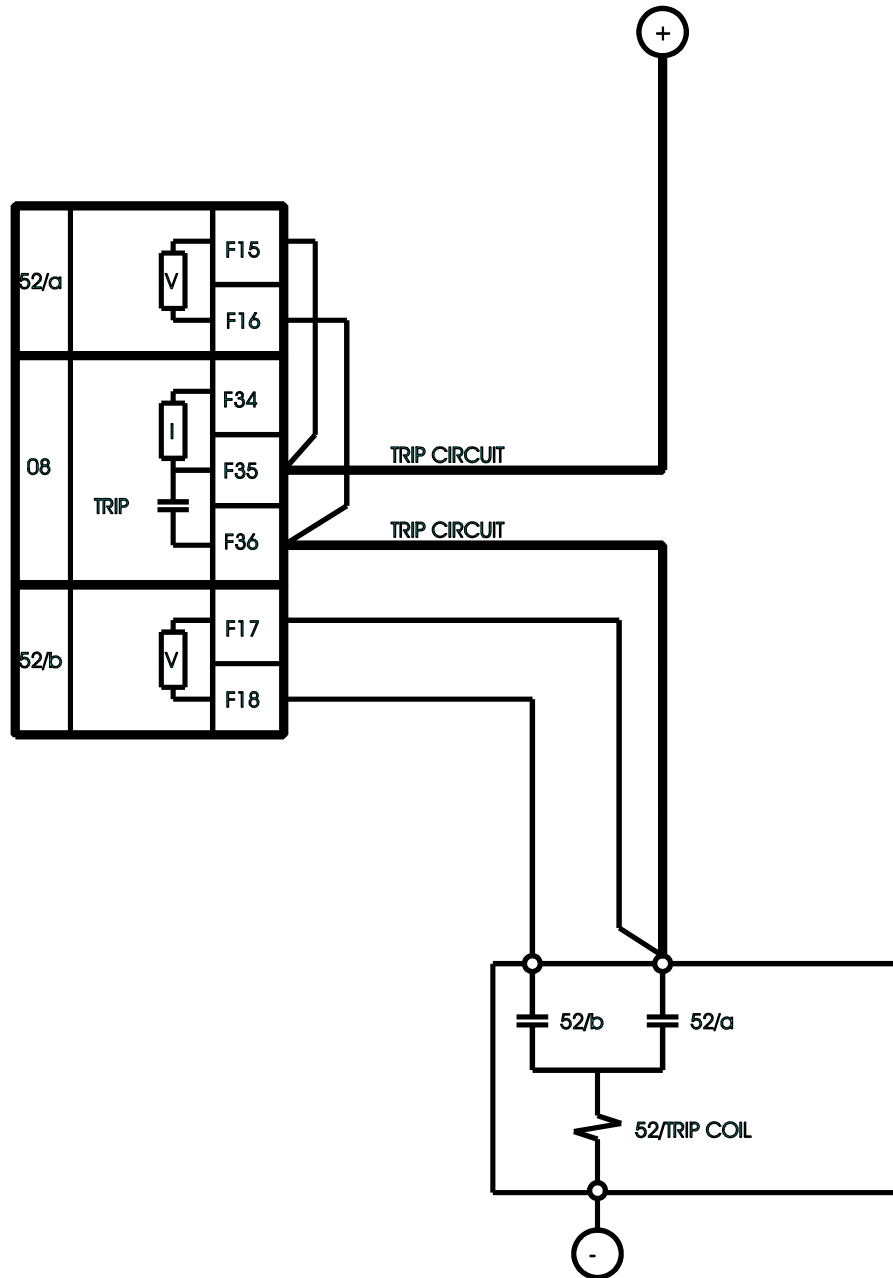 +
F15
52/a
V
F16
F34
I
TRIP CIRCUIT
08
F35
TRIP
TRIP CIRCUIT
F36
F17
52/b
V
F18
52/b
52/a
52/TRIP COIL
-